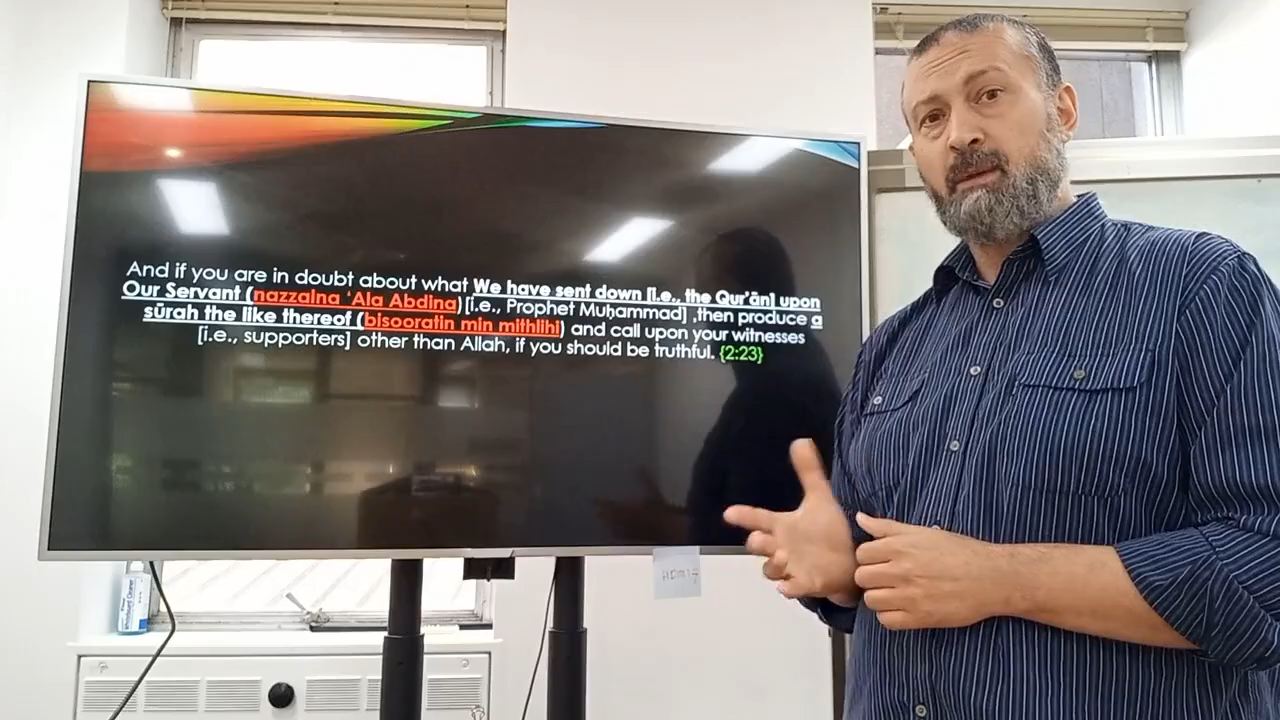 And if you are in doubt about what We have sent down [i.e., the Qur'ān] upon
Our Servant (nazzalna 'Ala Abdina)[i.e., Prophet Muḥammad] ,then produce a
sūrah the like thereof (bisooratin min mithlihi) and call upon your witnesses
[i.e., supporters] other than Allah, if you should be truthful. {2:23}